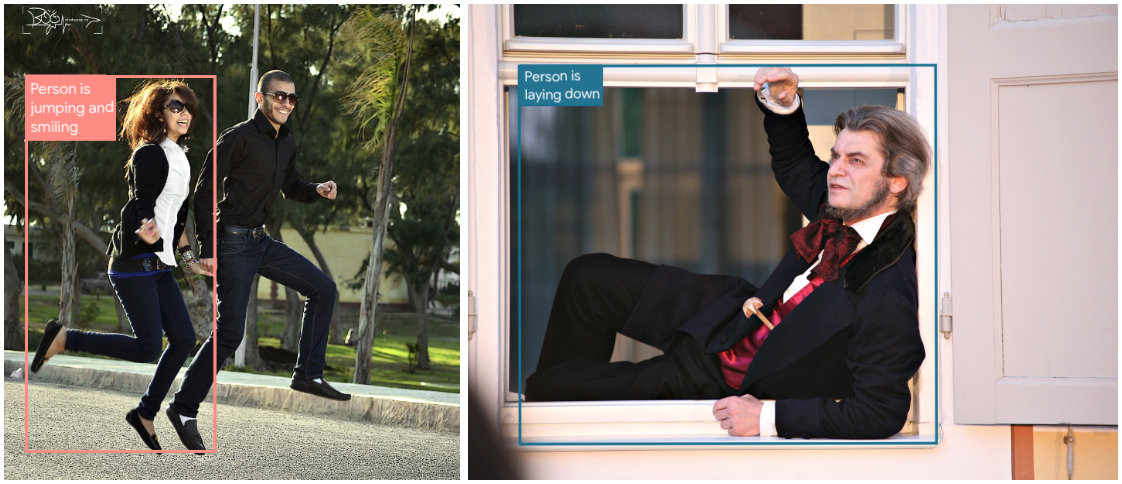 Person is
jumping and
smiling
Person is
laying down